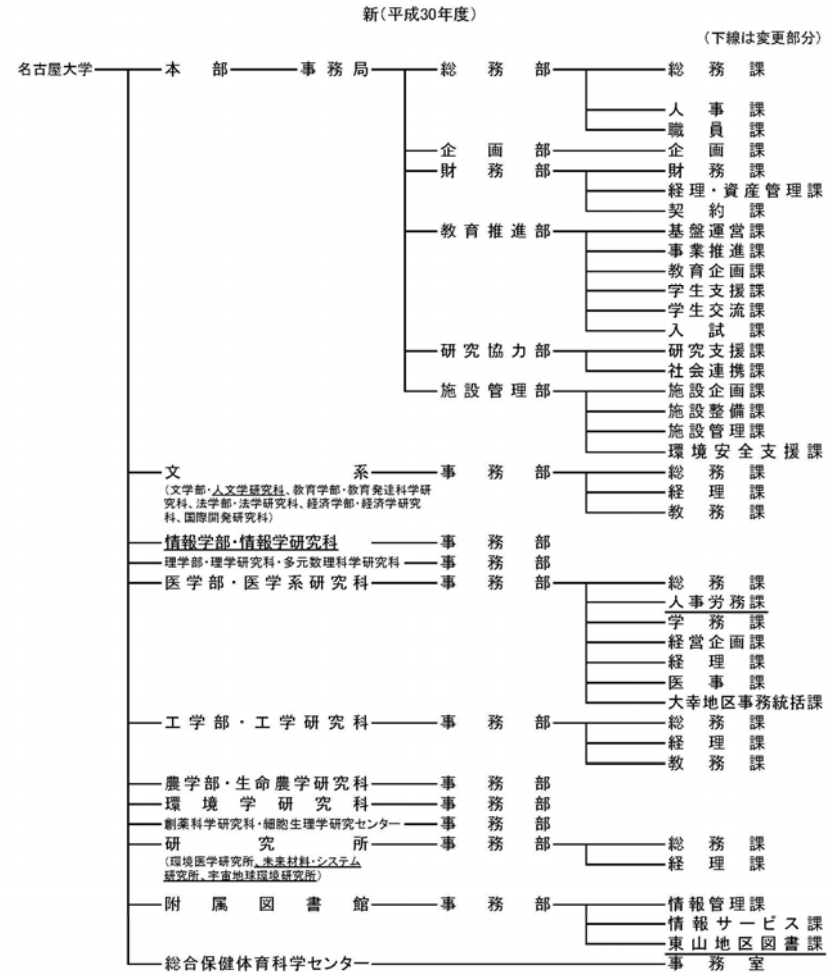 新(平成30年度)
(下線は変更部分)
名古屋大学 本部 事務局 総務部 総務課
人事課
職員課
企画部 企画課
財務部 財務課
経理・資産管理課
契約課
教育推進部 基盤運営課
事業推進課
教育企画課
学生支援課
学生交流課
入試課
研究協力部 研究支援課
社会連携課
施設管理部 施設企画課
施設整備課
施設管理課
環境安全支援課
文系 事務部 総務課
(文学部・人文学研究科、教育学部・教育発達科学研 経理課
究科、法学部・法学研究科、経済学部・経済学研究
科、国際開発研究科) 教務課
情報学部・情報学研究科 事務部
理学部・理学研究科・多元数理科学研究科 事務部
医学部・医学系研究科 事務部 総務課
人事労務課
学務課
経営企画課
経理課
医事課
大幸地区事務統括課
工学部・工学研究科 事務部 総務課
経理課
教務課
農学部・生命農学研究科 事務部
環境学研究科 事務部
創薬科学研究科・細胞生理学研究センター 事務部
研究所 事務部 総務課
(環境医学研究所、未来材料・システム 経理課
研究所、宇宙地球環境研究所)
附属図書館 事務部 情報管理課
情報サービス課
東山地区図書課
総合保健体育科学センター 事務室